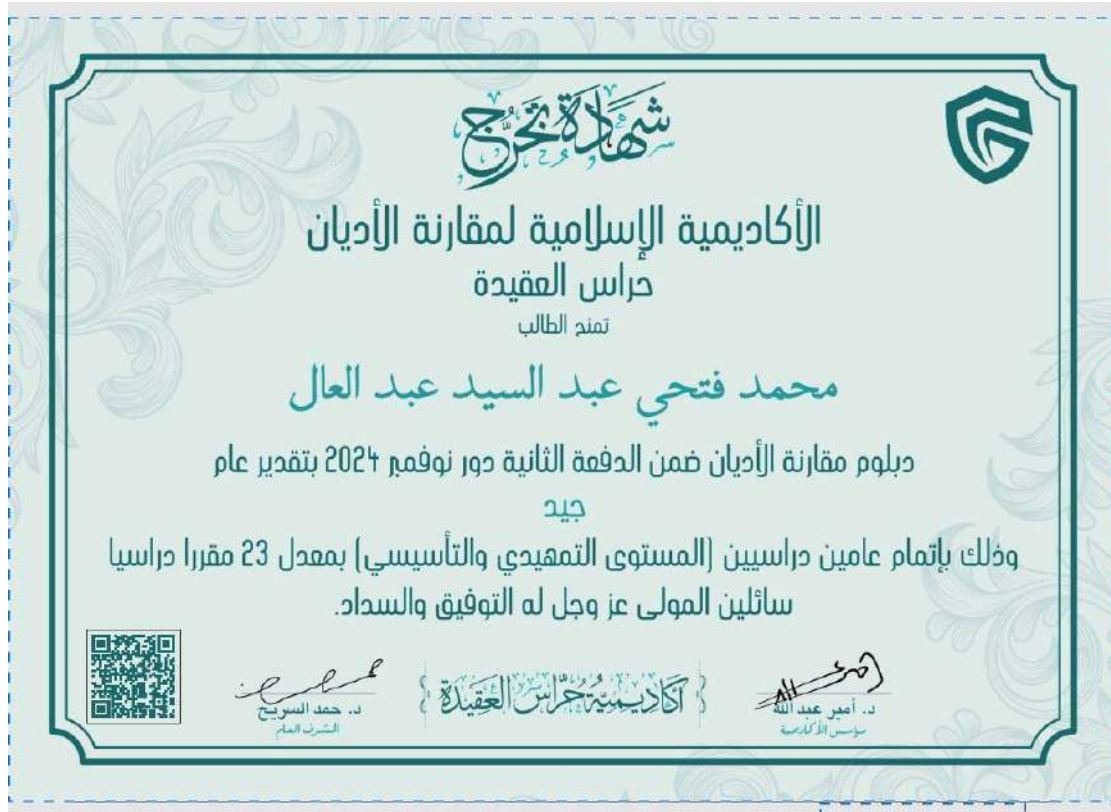 شهادة تخرج
الأكاديمية الإسلامية لمقارنة الأديان
حراس العقيدة
تمنح الطالب
محمد فتحي عبد السيد عبد العال
دبلوم مقارنة الأديان ضمن الدفعة الثانية دور نوفمبر 2024 بتقدير عام
جيد
وذلك بإتمام عامين دراسيين (المستوى التمهيدي والتأسيسي) بمعدل 23 مقررا دراسيا
سائلين المولى عز وجل له التوفيق والسداد.
أكاديمية حراس العقيدة
د. أمير عبد الله
مؤسس الأكاديمية
د. حمد السريح
المشرف العام